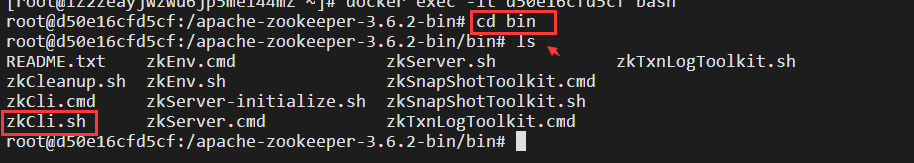 docker exec -it d50e16cfd5cf bash
root@d50e16cfd5cf:/apache-zookeeper-3.6.2-bin# cd bin
root@d50e16cfd5cf:/apache-zookeeper-3.6.2-bin/bin# ls
README.txt zkEnv.cmd zkServer.sh zkTxnLogToolkit.sh
zkCleanup.sh zkEnv.sh zkSnapShotToolkit.cmd
zkCli.cmd zkServer-initialize.sh zkSnapShotToolkit.sh
zkCli.sh zkServer.cmd zkTxnLogToolkit.cmd
root@d50e16cfd5cf:/apache-zookeeper-3.6.2-bin/bin#